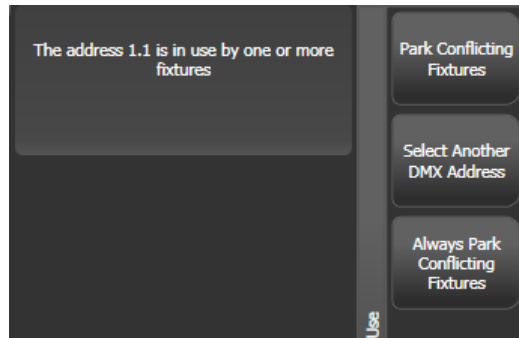 The address 1.1 is in use by one or more
fixtures
Park Conflicting
Fixtures
Select Another
DMX Address
Always Park
Conflicting
Fixtures
Use